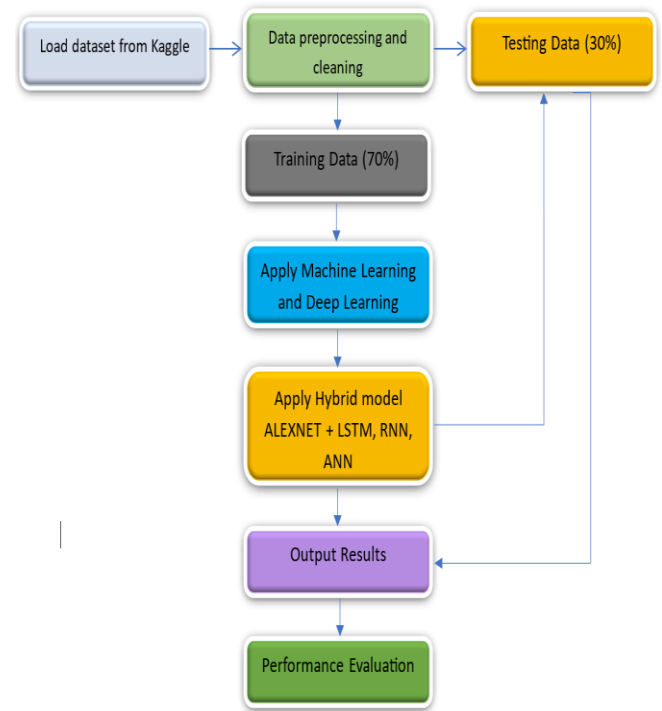 Load dataset from Kaggle
Data preprocessing and
cleaning
Testing Data (30%)
Training Data (70%)
Apply Machine Learning
and Deep Learning
Apply Hybrid model
ALEXNET + LSTM, RNN,
ANN
Output Results
Performance Evaluation